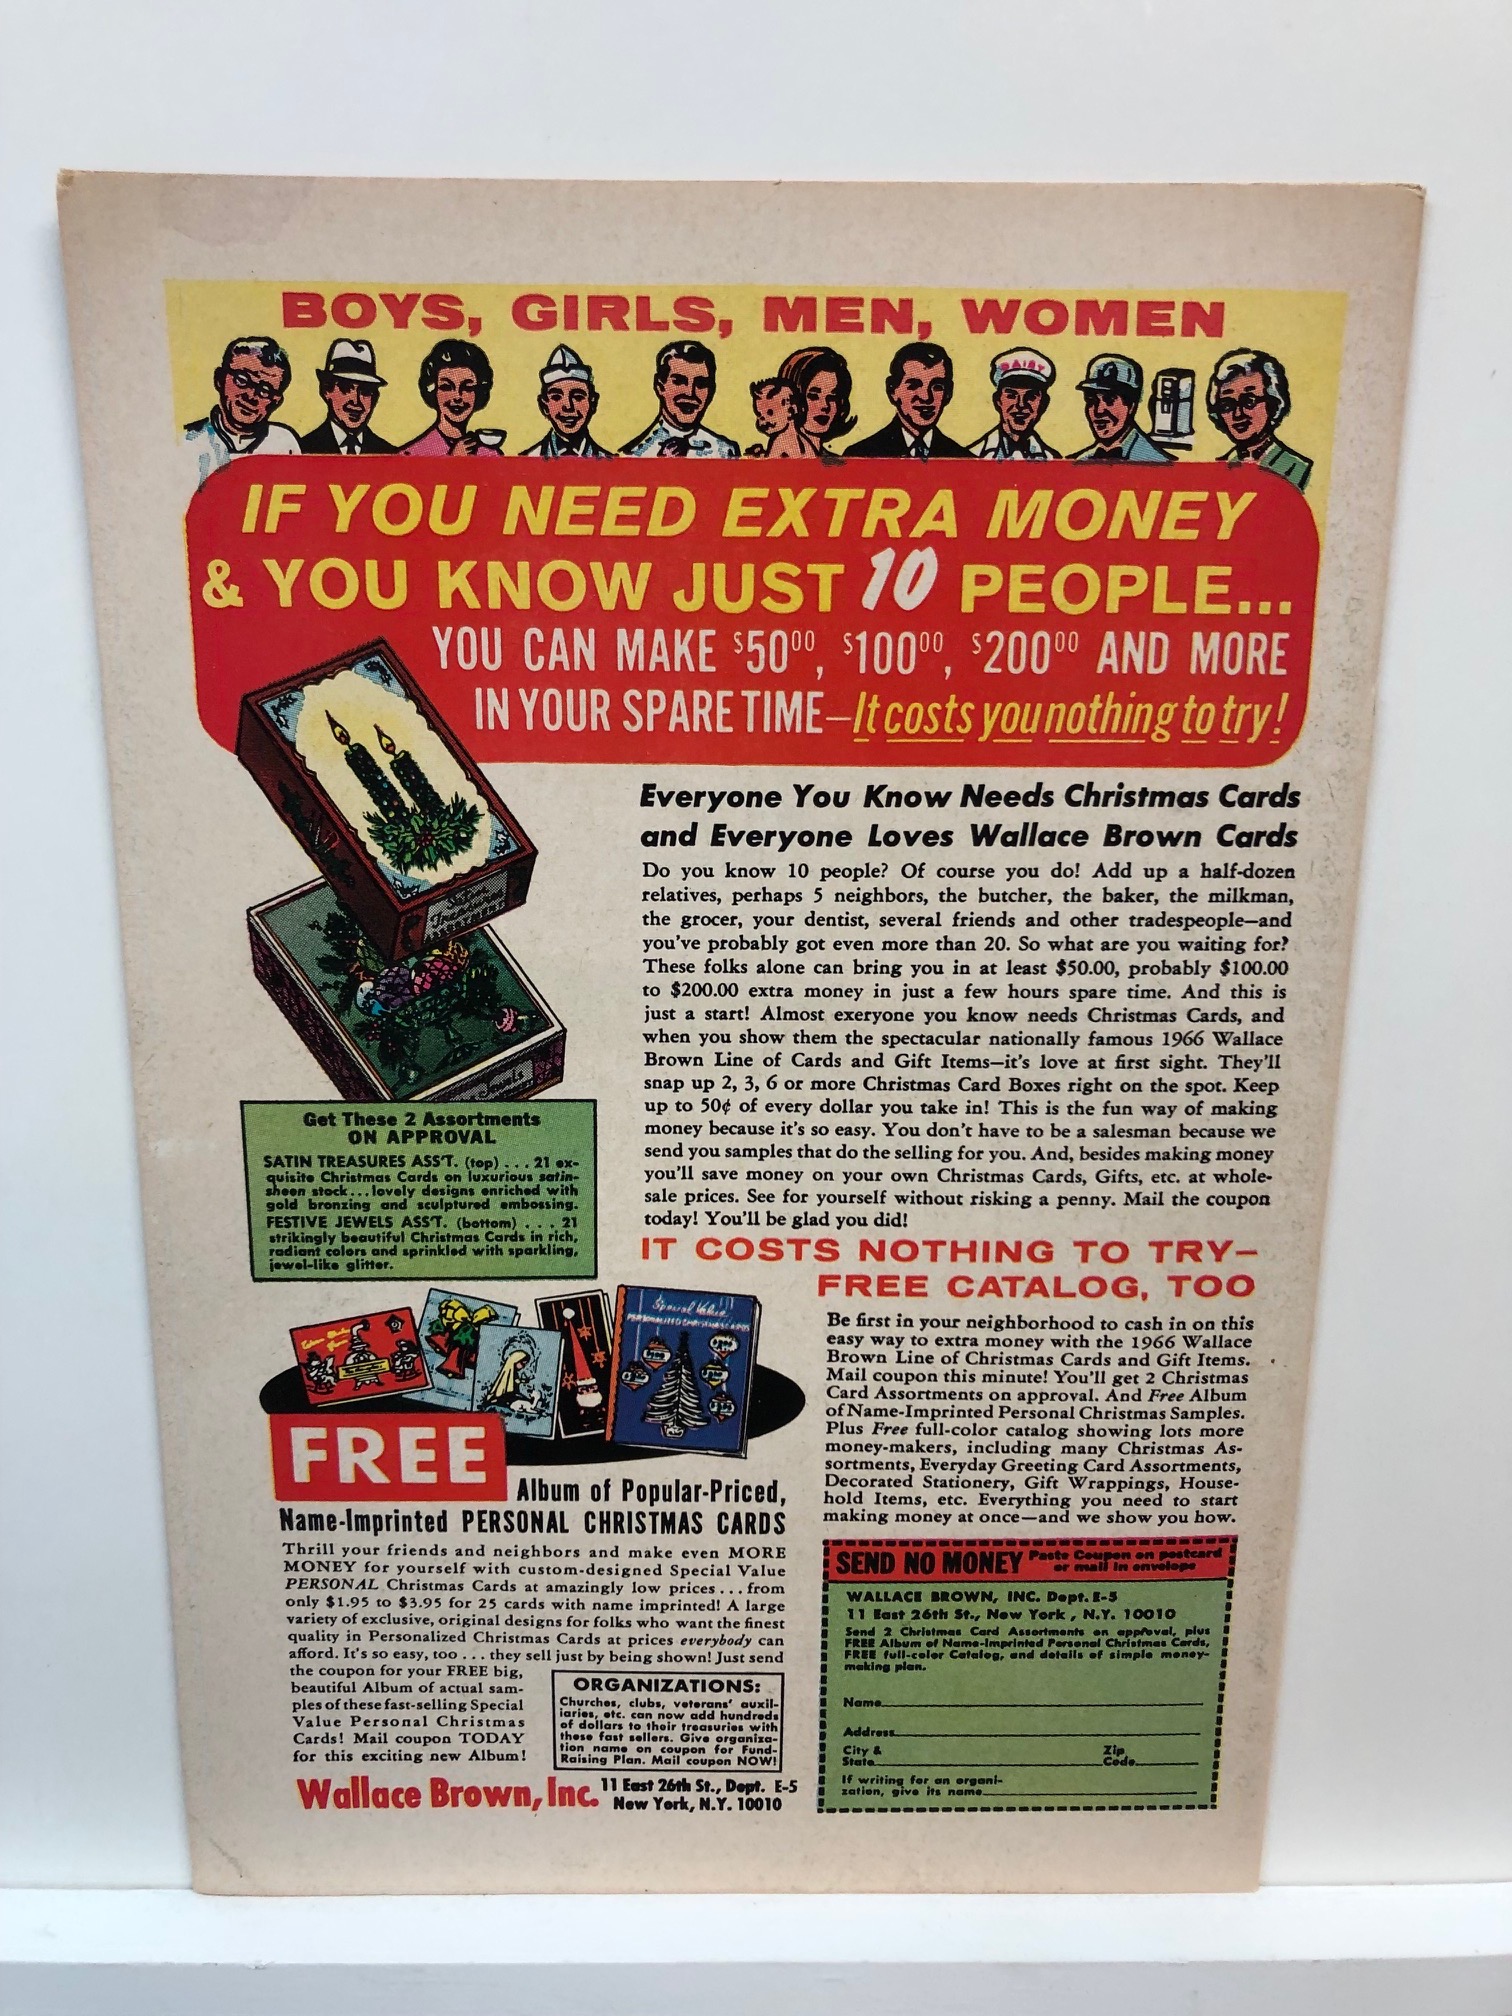 BOYS, GIRLS, MEN, WOMEN
DAIRY
IF YOU NEED EXTRA MONEY
& YOU KNOW JUST 10 PEOPLE...
YOU CAN MAKE $5000, $10000, $20000 AND MORE
IN YOUR SPARE TIME—It costs you nothing to try!
Everyone You Know Needs Christmas Cards
and Everyone Loves Wallace Brown Cards
Do you know 10 people? Of course you do! Add up a half-dozen
relatives, perhaps 5 neighbors, the butcher, the baker, the milkman,
the grocer, your dentist, several friends and other tradespeople—and
you've probably got even more than 20. So what are you waiting for?
These folks alone can bring you in at least $50.00, probably $100.00
to $200.00 extra money in just a few hours spare time. And this is
just a start! Almost exeryone you know needs Christmas Cards, and
when you show them the spectacular nationally famous 1966 Wallace
Brown Line of Cards and Gift Items—it's love at first sight. They'll
snap up 2, 3, 6 or more Christmas Card Boxes right on the spot. Keep
up to 50¢ of every dollar you take in! This is the fun way of making
money because it's so easy. You don't have to be a salesman because we
send you samples that do the selling for you. And, besides making money
you'll save money on your own Christmas Cards, Gifts, etc. at whole-
sale prices. See for yourself without risking a penny. Mail the coupon
today! You'll be glad you did!
Get These 2 Assortments
ON APPROVAL
SATIN TREASURES ASS'T. (top) . . . 21 ex-
quisite Christmas Cards on luxurious satin-
sheen stock . . . lovely designs enriched with
gold bronzing and sculptured embossing.
FESTIVE JEWELS ASS'T. (bottom) . . . 21
strikingly beautiful Christmas Cards in rich,
radiant colors and sprinkled with sparkling,
jewel-like glitter.
IT COSTS NOTHING TO TRY—
FREE CATALOG, TOO
Be first in your neighborhood to cash in on this
easy way to extra money with the 1966 Wallace
Brown Line of Christmas Cards and Gift Items.
Mail coupon this minute! You'll get 2 Christmas
Card Assortments on approval. And Free Album
of Name-Imprinted Personal Christmas Samples.
Plus Free full-color catalog showing lots more
money-makers, including many Christmas As-
sortments, Everyday Greeting Card Assortments,
Decorated Stationery, Gift Wrappings, House-
hold Items, etc. Everything you need to start
making money at once—and we show you how.
Special Value
PERSONALIZED CHRISTMAS CARDS
FREE
Album of Popular-Priced,
Name-Imprinted PERSONAL CHRISTMAS CARDS
Thrill your friends and neighbors and make even MORE
MONEY for yourself with custom-designed Special Value
PERSONAL Christmas Cards at amazingly low prices . . . from
only $1.95 to $3.95 for 25 cards with name imprinted! A large
variety of exclusive, original designs for folks who want the finest
quality in Personalized Christmas Cards at prices everybody can
afford. It's so easy, too . . . they sell just by being shown! Just send
the coupon for your FREE big,
beautiful Album of actual sam-
ples of these fast-selling Special
Value Personal Christmas
Cards! Mail coupon TODAY
for this exciting new Album!
ORGANIZATIONS:
Churches, clubs, veterans' auxil-
iaries, etc. can now add hundreds
of dollars to their treasuries with
these fast sellers. Give organiza-
tion name on coupon for Fund-
Raising Plan. Mail coupon NOW!
Wallace Brown, Inc. 11 East 26th St., Dept. E-5
New York, N.Y. 10010
SEND NO MONEY Paste Coupon on postcard
or mail in envelope
WALLACE BROWN, INC. Dept. E-5
11 East 26th St., New York, N.Y. 10010
Send 2 Christmas Card Assortments on approval, plus
FREE Album of Name-Imprinted Personal Christmas Cards,
FREE full-color Catalog, and details of simple money-
making plan.
Name
Address
City & State Zip Code
If writing for an organi-
zation, give its name